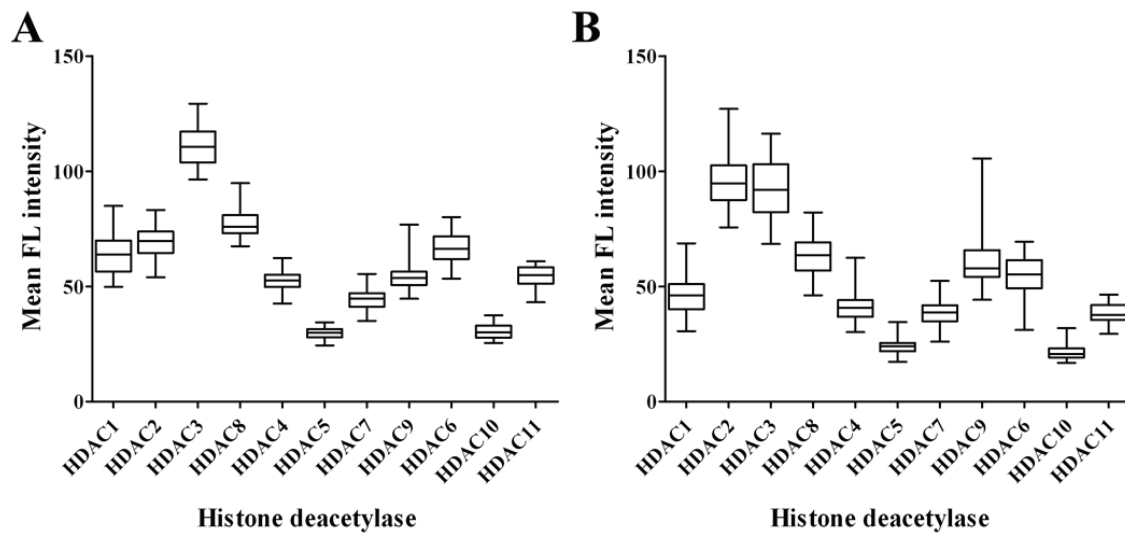 A
150
100
50
0
Mean FL intensity
HDAC1
HDAC2
HDAC3
HDAC8
HDAC4
HDAC5
HDAC7
HDAC9
HDAC6
HDAC10
HDAC11
Histone deacetylase
B
150
100
50
0
Mean FL intensity
HDAC1
HDAC2
HDAC3
HDAC8
HDAC4
HDAC5
HDAC7
HDAC9
HDAC6
HDAC10
HDAC11
Histone deacetylase